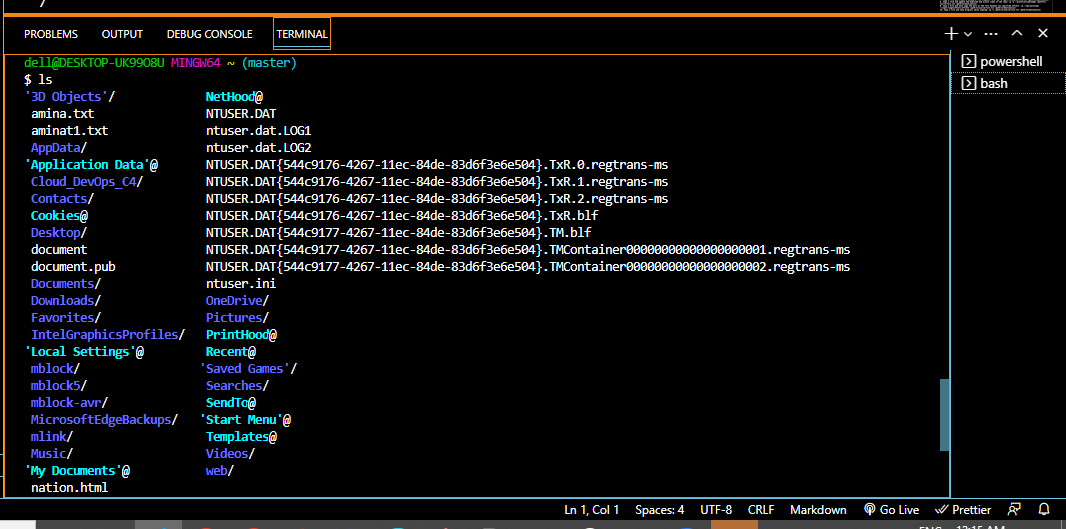 PROBLEMS OUTPUT DEBUG CONSOLE TERMINAL
powershell
bash
dell@DESKTOP-UK99O8U MINGW64 ~ (master)
$ ls
'3D Objects'/ NetHood@
amina.txt NTUSER.DAT
aminat1.txt ntuser.dat.LOG1
AppData/ ntuser.dat.LOG2
'Application Data'@ NTUSER.DAT{544c9176-4267-11ec-84de-83d6f3e6e504}.TxR.0.regtrans-ms
Cloud_DevOps_C4/ NTUSER.DAT{544c9176-4267-11ec-84de-83d6f3e6e504}.TxR.1.regtrans-ms
Contacts/ NTUSER.DAT{544c9176-4267-11ec-84de-83d6f3e6e504}.TxR.2.regtrans-ms
Cookies@ NTUSER.DAT{544c9176-4267-11ec-84de-83d6f3e6e504}.TxR.blf
Desktop/ NTUSER.DAT{544c9177-4267-11ec-84de-83d6f3e6e504}.TM.blf
document NTUSER.DAT{544c9177-4267-11ec-84de-83d6f3e6e504}.TMContainer00000000000000000001.regtrans-ms
document.pub NTUSER.DAT{544c9177-4267-11ec-84de-83d6f3e6e504}.TMContainer00000000000000000002.regtrans-ms
Documents/ ntuser.ini
Downloads/ OneDrive/
Favorites/ Pictures/
IntelGraphicsProfiles/ PrintHood@
'Local Settings'@ Recent@
mblock/ 'Saved Games'/
mblock5/ Searches/
mblock-avr/ SendTo@
MicrosoftEdgeBackups/ 'Start Menu'@
mlink/ Templates@
Music/ Videos/
'My Documents'@ web/
nation.html
Ln 1, Col 1 Spaces: 4 UTF-8 CRLF Markdown Go Live Prettier